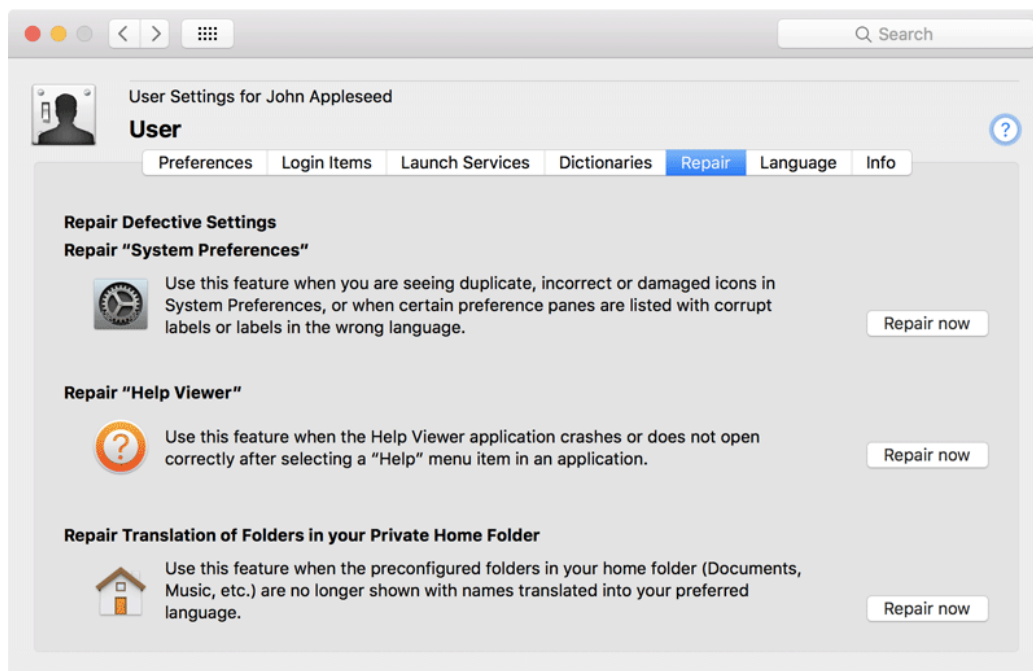 Search
User Settings for John Appleseed
User
?
Preferences
Login Items
Launch Services
Dictionaries
Repair
Language
Info
Repair Defective Settings
Repair “System Preferences”
Use this feature when you are seeing duplicate, incorrect or damaged icons in
System Preferences, or when certain preference panes are listed with corrupt
labels or labels in the wrong language.
Repair now
Repair “Help Viewer”
?
Use this feature when the Help Viewer application crashes or does not open
correctly after selecting a “Help” menu item in an application.
Repair now
Repair Translation of Folders in your Private Home Folder
Use this feature when the preconfigured folders in your home folder (Documents,
Music, etc.) are no longer shown with names translated into your preferred
language.
Repair now